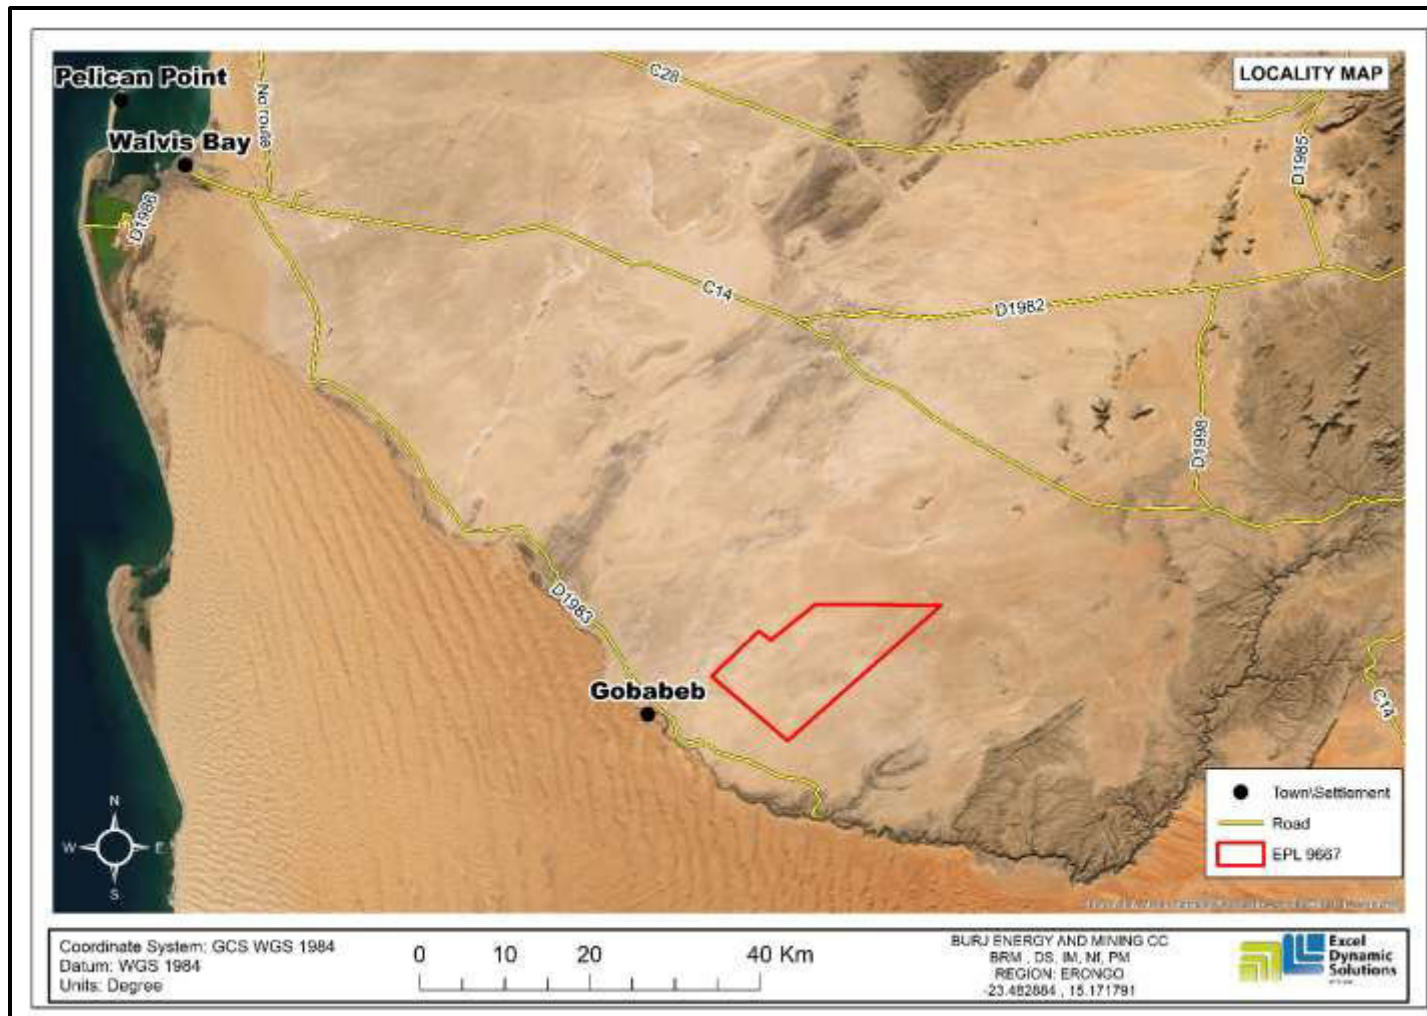 LOCALITY MAP
Pelican Point
Walvis Bay
No route
C28
D1985
D1986
C14
D1982
D1998
D1983
Gobabeb
C14
N
W
E
S
Town\Settlement
Road
EPL 9667
Coordinate System: GCS WGS 1984
Datum: WGS 1984
Units: Degree
0 10 20 40 Km
BURJ ENERGY AND MINING CC
BRM , DS, IM, Nf, PM
REGION: ERONGO
-23.482884 , 15.171791
Excel
Dynamic
Solutions